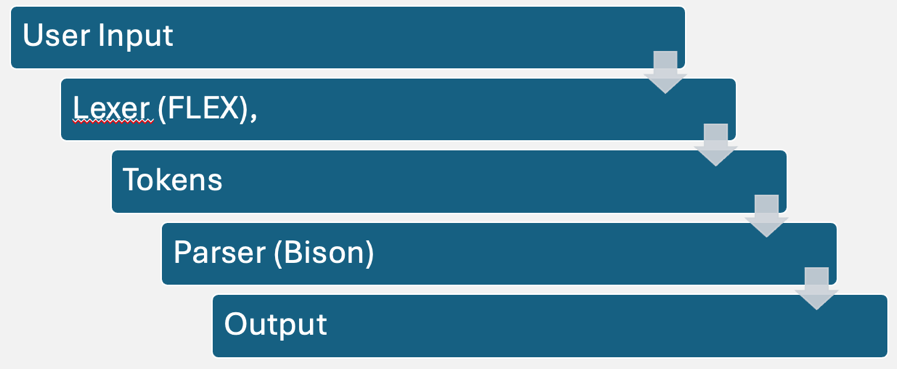 User Input
Lexer (FLEX),
Tokens
Parser (Bison)
Output